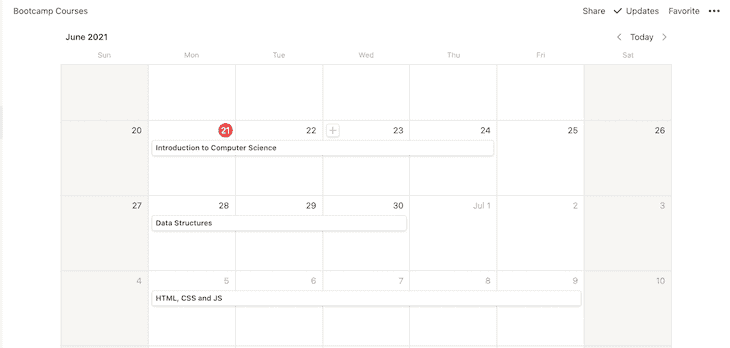 Bootcamp Courses Share Updates Favorite
June 2021 Today
Sun Mon Tue Wed Thu Fri Sat
20 21 22 23 24 25 26
Introduction to Computer Science
27 28 29 30 Jul 1 2 3
Data Structures
4 5 6 7 8 9 10
HTML, CSS and JS